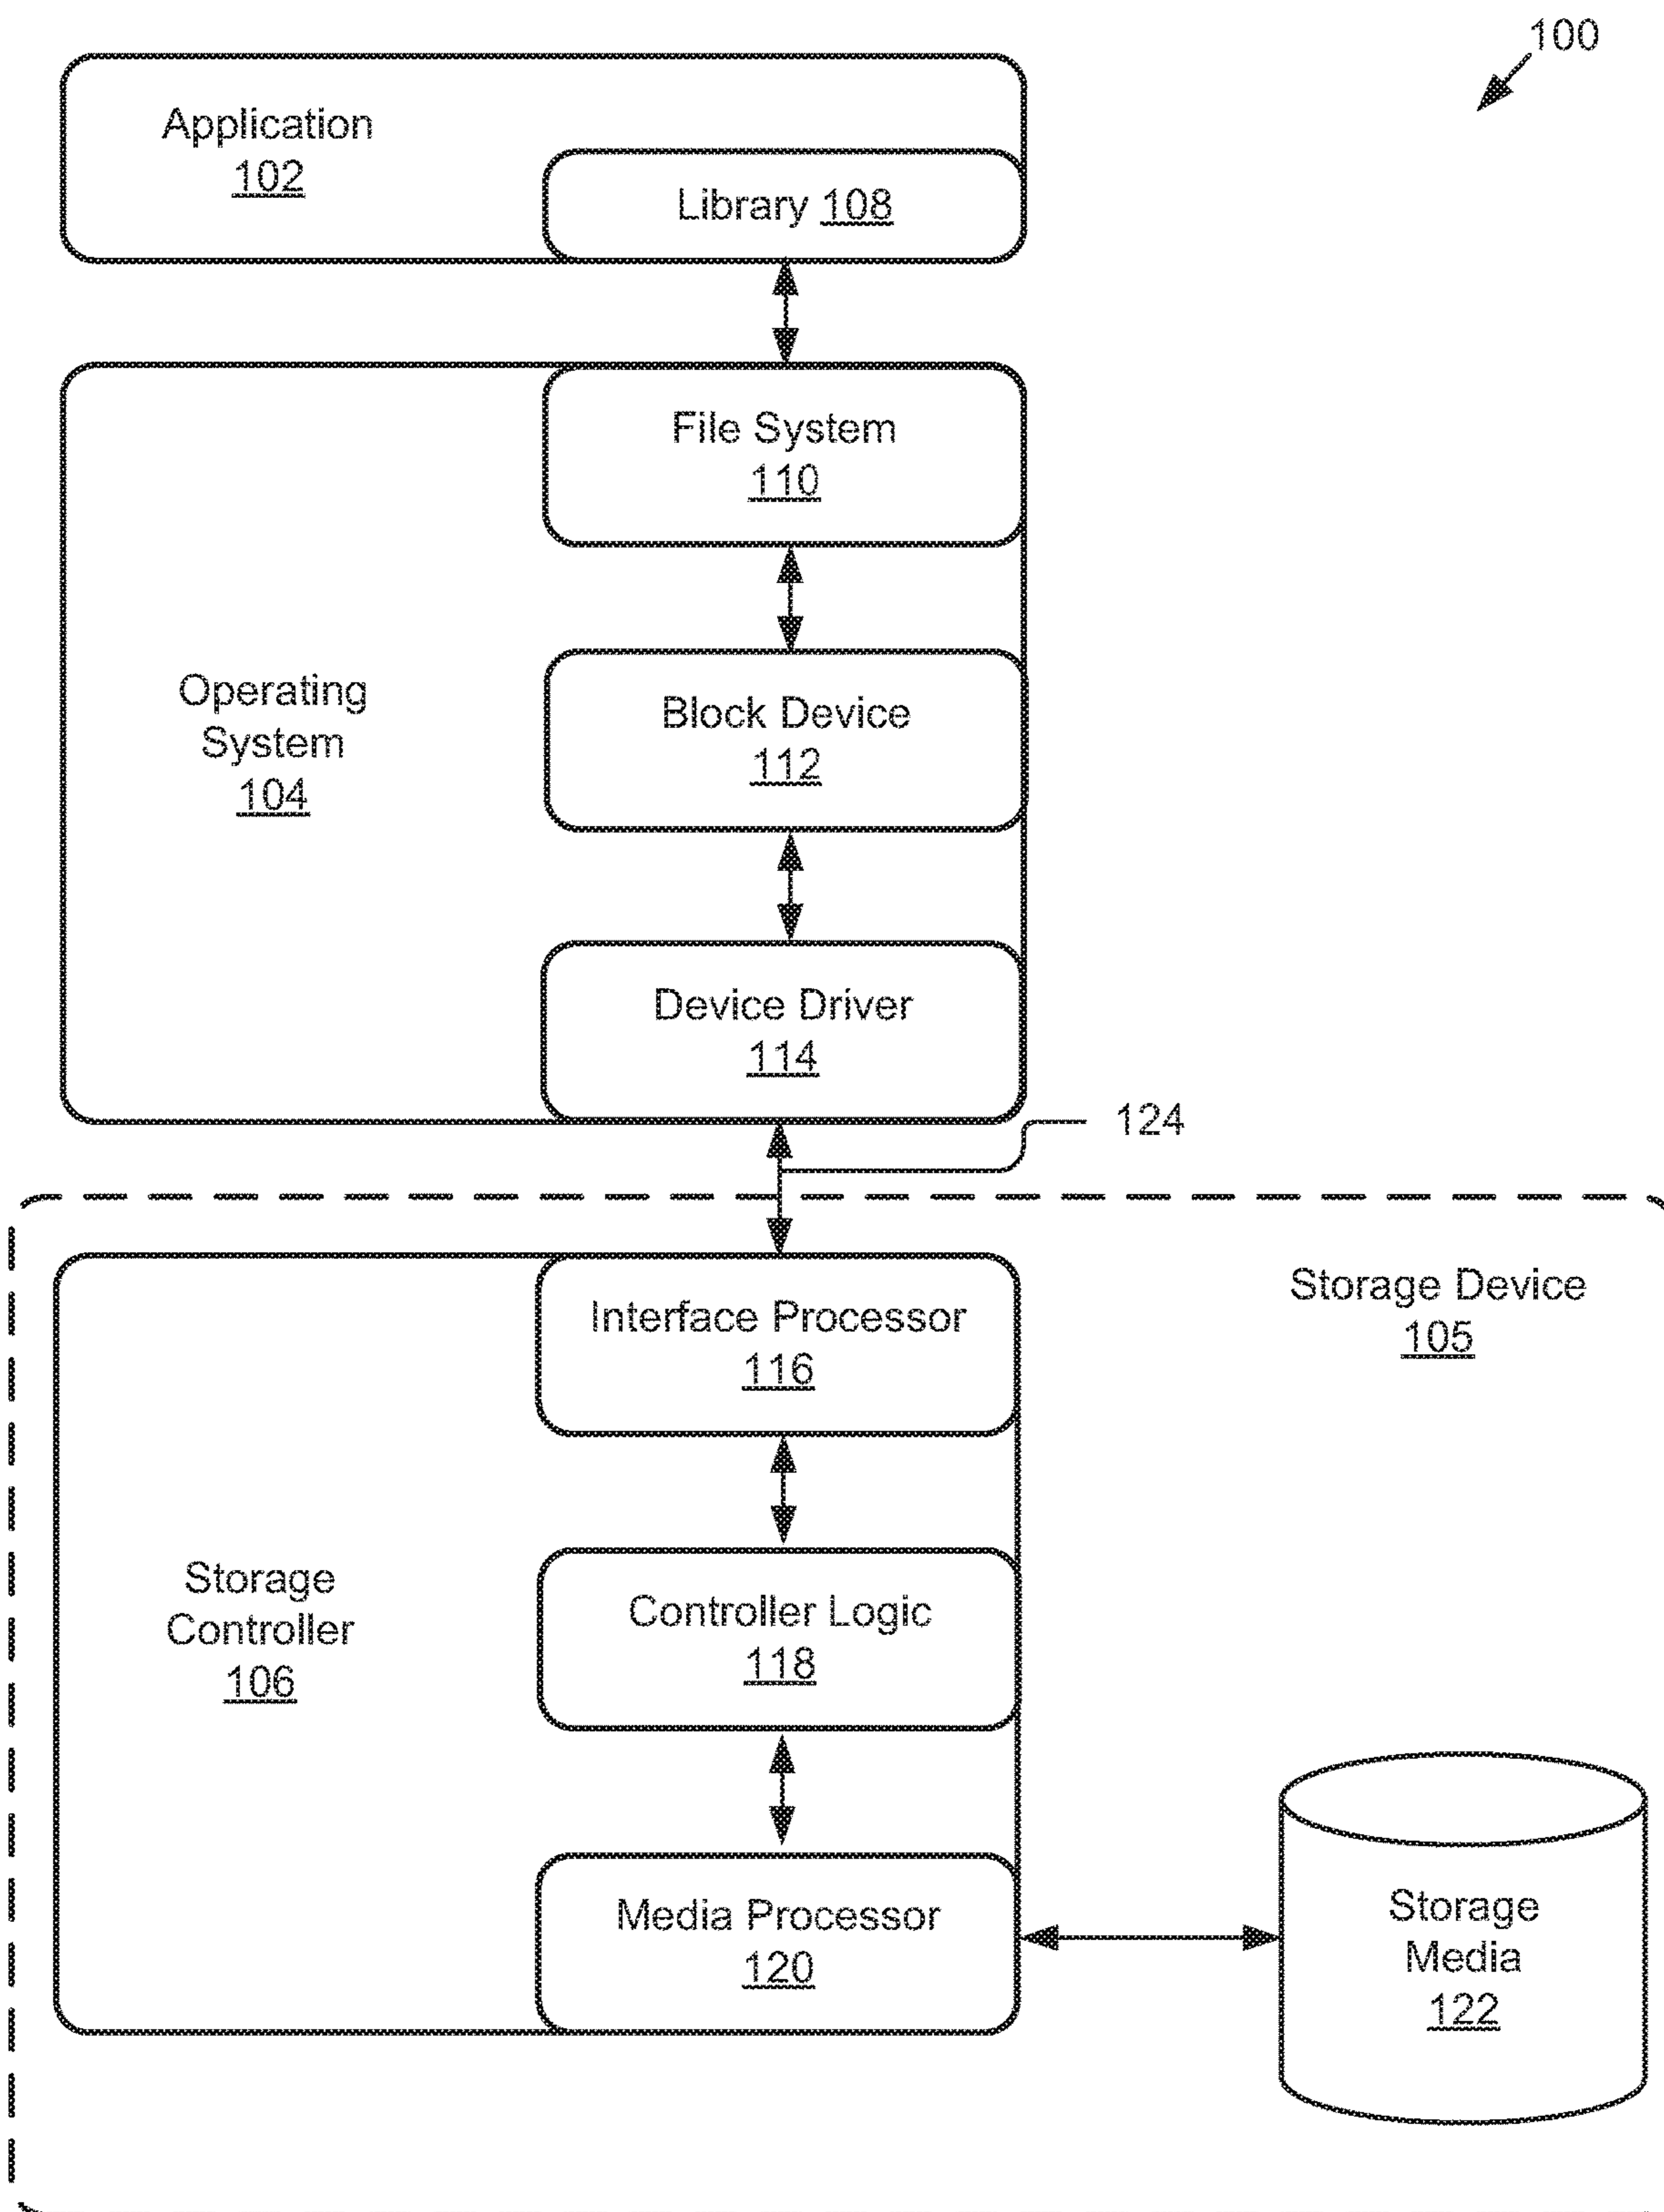 100
Application
102
Library 108
File System
110
Operating
System
104
Block Device
112
Device Driver
114
124
Storage Device
105
Interface Processor
116
Storage
Controller
106
Controller Logic
118
Media Processor
120
Storage
Media
122